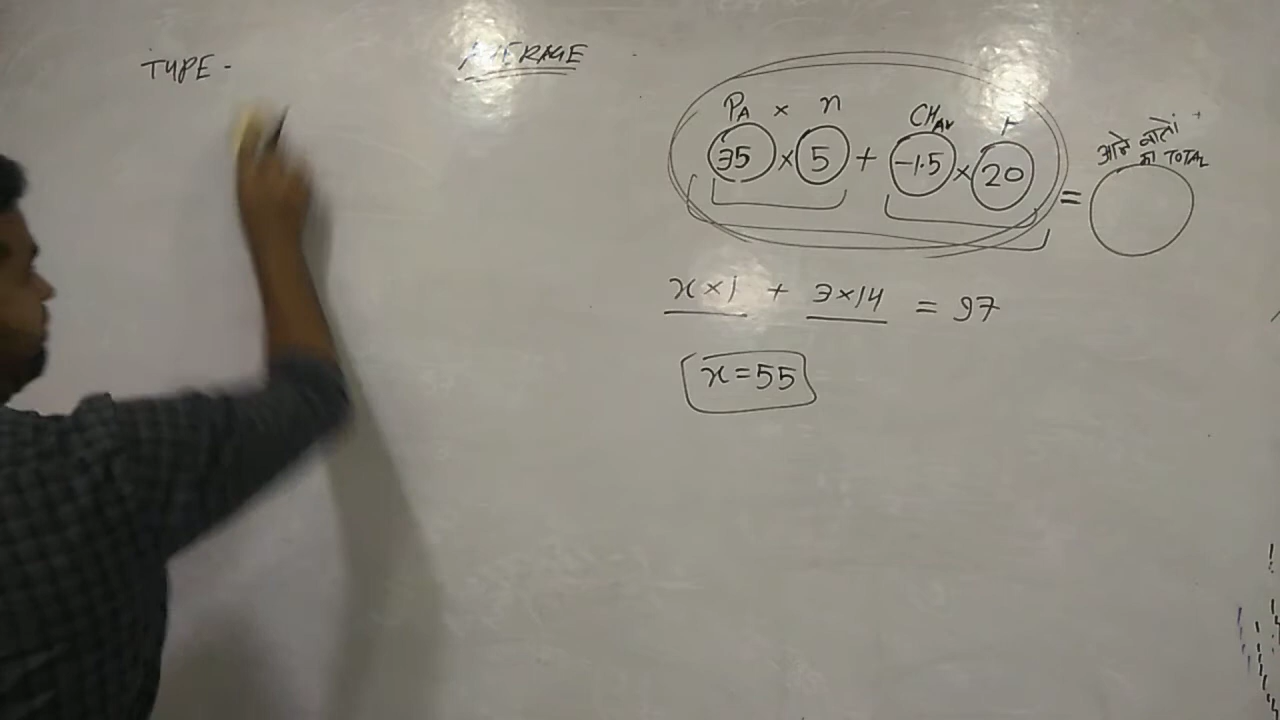 TYPE -
AVERAGE
PA × n CHAv r
35 × 5 + -1.5 × 20 =
आने वालो का TOTAL
x×1 + 3×14 = 97
x=55